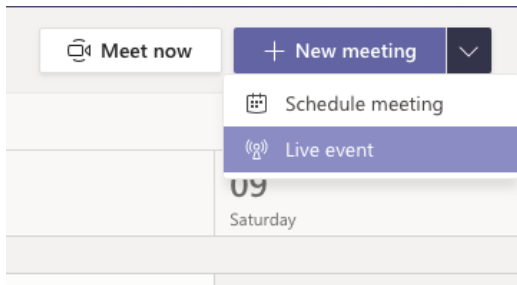 Meet now
New meeting
Schedule meeting
Live event
09
Saturday